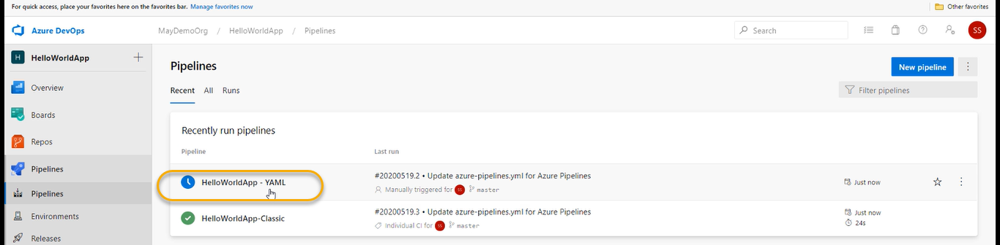 For quick access, place your favorites here on the favorites bar. Manage favorites now
Other favorites
Azure DevOps
MayDemoOrg / HelloWorldApp / Pipelines
Search
SS
H HelloWorldApp
Overview
Boards
Repos
Pipelines
Pipelines
Environments
Releases
Pipelines
New pipeline
Recent All Runs
Filter pipelines
Recently run pipelines
Pipeline Last run
HelloWorldApp - YAML
#20200519.2 • Update azure-pipelines.yml for Azure Pipelines
Manually triggered for SS master
Just now
HelloWorldApp-Classic
#20200519.3 • Update azure-pipelines.yml for Azure Pipelines
Individual CI for SS master
Just now
24s